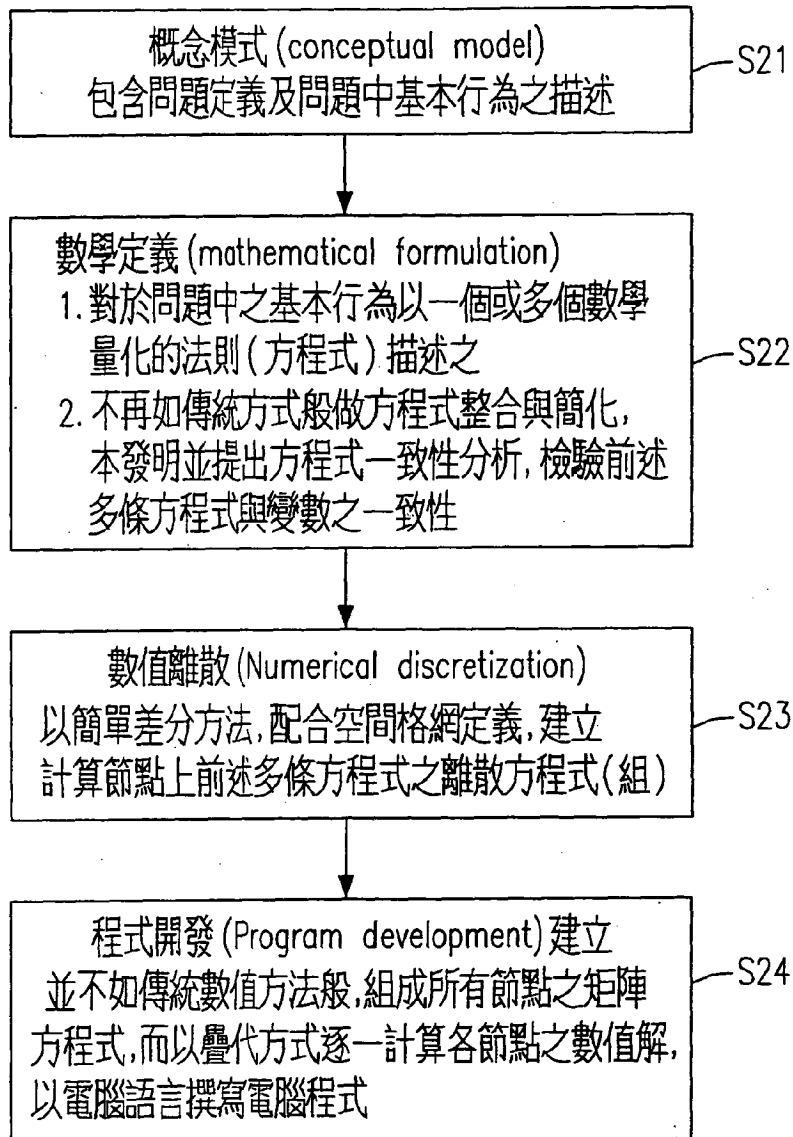 概念模式(conceptual model)
包含問題定義及問題中基本行為之描述
S21
數學定義(mathematical formulation)
1. 對於問題中之基本行為以一個或多個數學
量化的法則(方程式)描述之
2. 不再如傳統方式般做方程式整合與簡化,
本發明並提出方程式一致性分析,檢驗前述
多條方程式與變數之一致性
S22
數值離散(Numerical discretization)
以簡單差分方法,配合空間格網定義,建立
計算節點上前述多條方程式之離散方程式(組)
S23
程式開發(Program development)建立
並不如傳統數值方法般,組成所有節點之矩陣
方程式,而以疊代方式逐一計算各節點之數值解,
以電腦語言撰寫電腦程式
S24